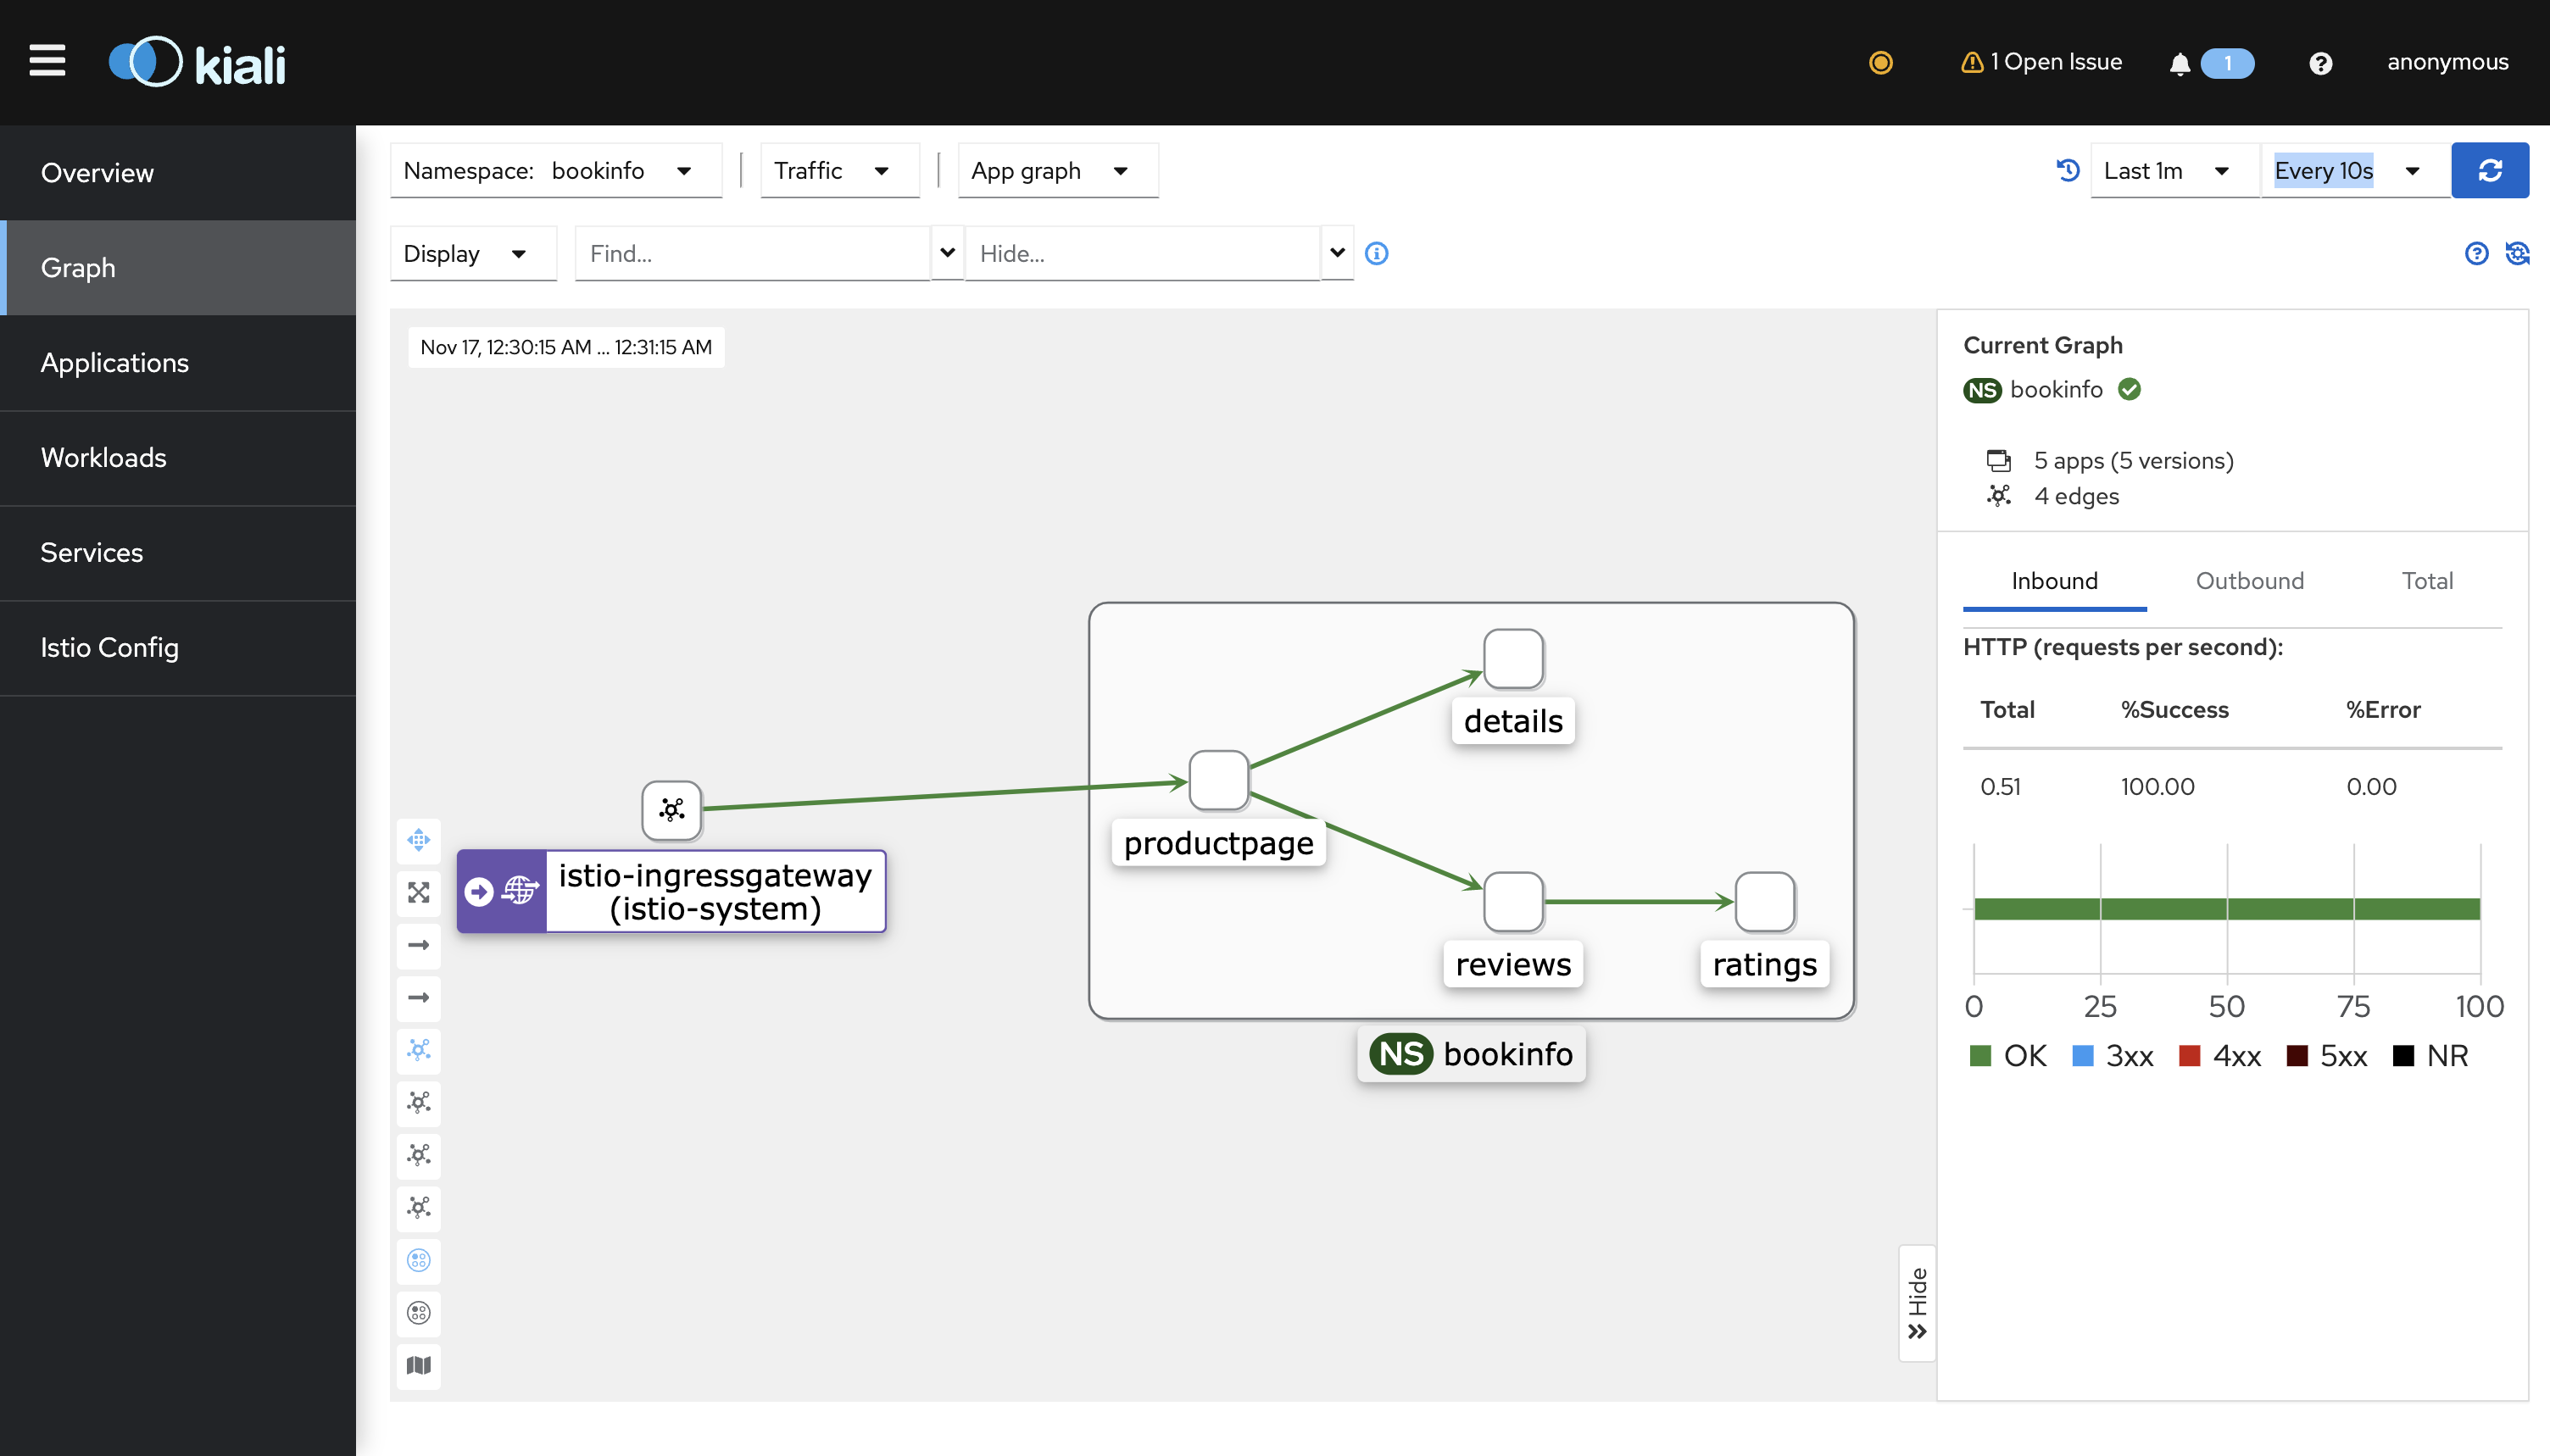 kiali
1 Open Issue
1
anonymous
Overview
Graph
Applications
Workloads
Services
Istio Config
Namespace: bookinfo
Traffic
App graph
Last 1m
Every 10s
Display
Find...
Hide...
Nov 17, 12:30:15 AM ... 12:31:15 AM
details
productpage
istio-ingressgateway
(istio-system)
reviews
ratings
NS bookinfo
Hide
Current Graph
NS bookinfo
5 apps (5 versions)
4 edges
Inbound Outbound Total
HTTP (requests per second):
Total %Success %Error
0.51 100.00 0.00
0 25 50 75 100
OK 3xx 4xx 5xx NR